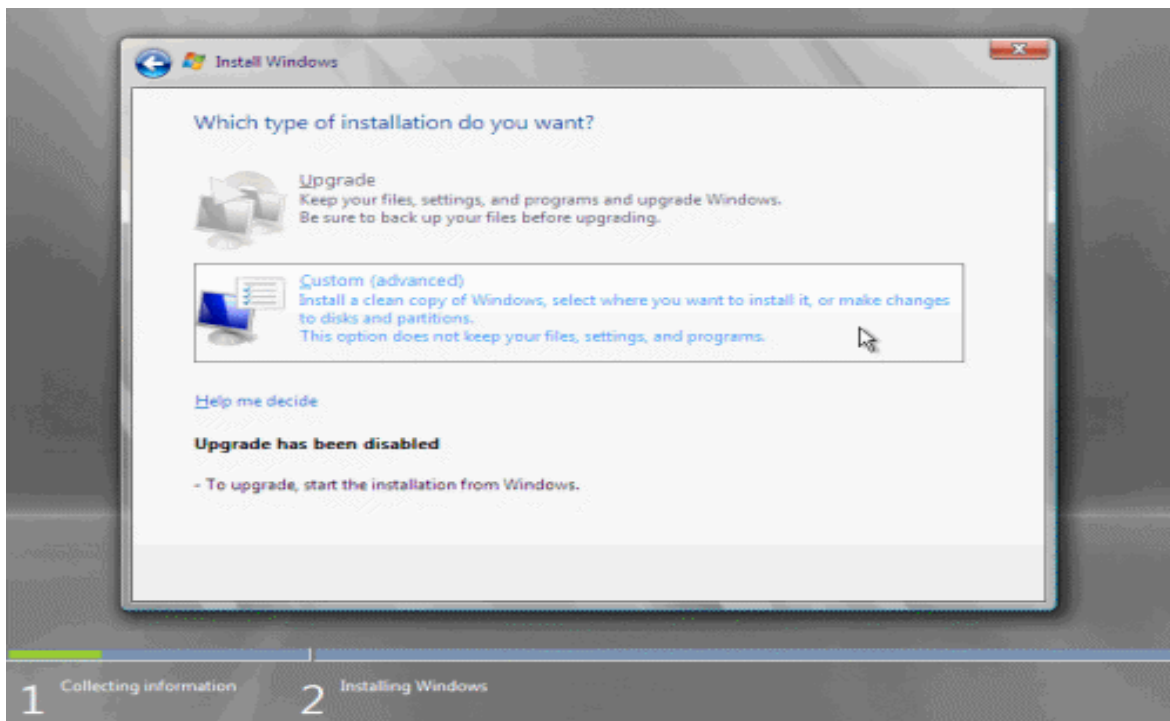 Install Windows
Which type of installation do you want?
Upgrade
Keep your files, settings, and programs and upgrade Windows.
Be sure to back up your files before upgrading.
Custom (advanced)
Install a clean copy of Windows, select where you want to install it, or make changes
to disks and partitions.
This option does not keep your files, settings, and programs.
Help me decide
Upgrade has been disabled
- To upgrade, start the installation from Windows.
1 Collecting information
2 Installing Windows